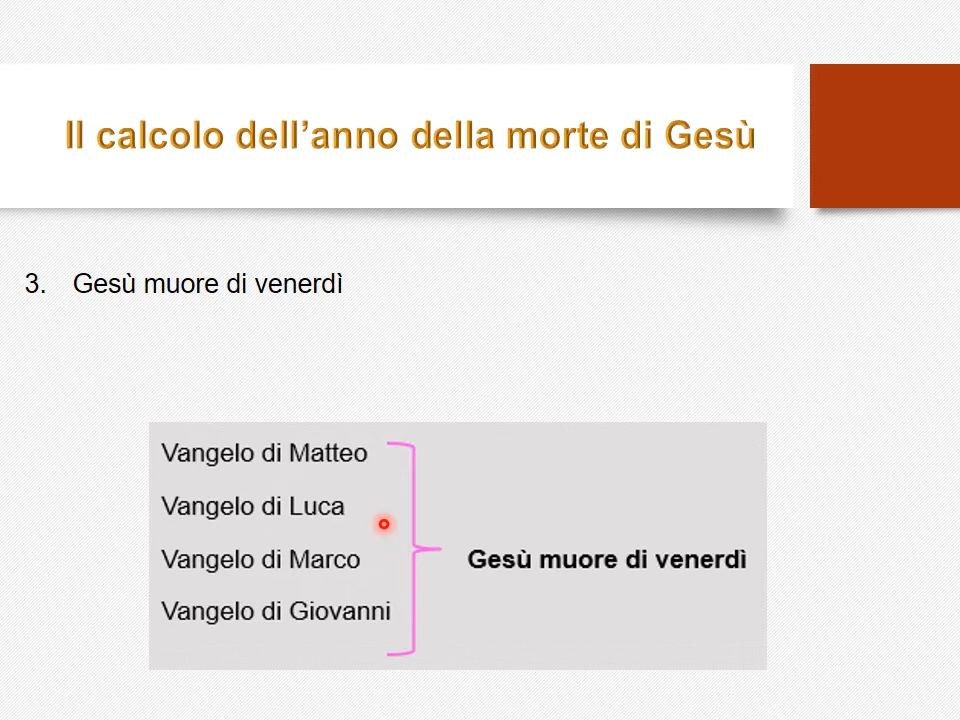 Il calcolo dell’anno della morte di Gesù
3. Gesù muore di venerdì
Vangelo di Matteo
Vangelo di Luca
Vangelo di Marco
Gesù muore di venerdì
Vangelo di Giovanni